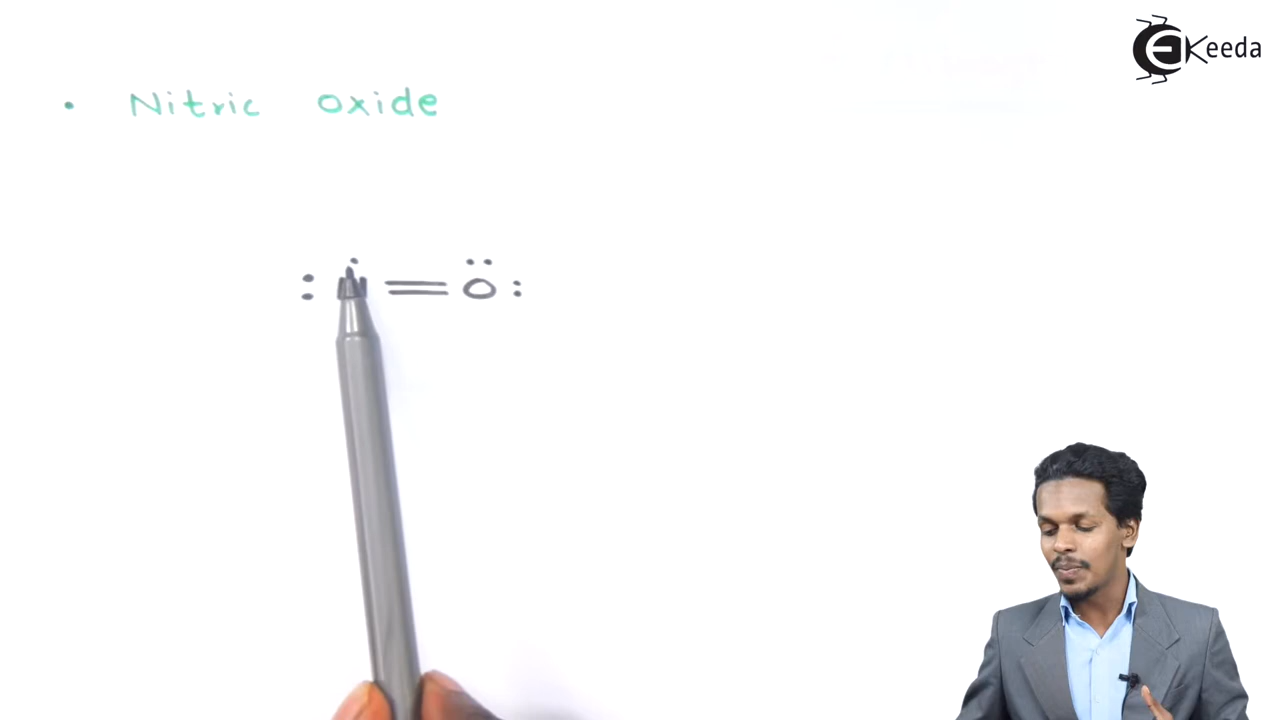 Keeda
• Nitric oxide
: N = O :